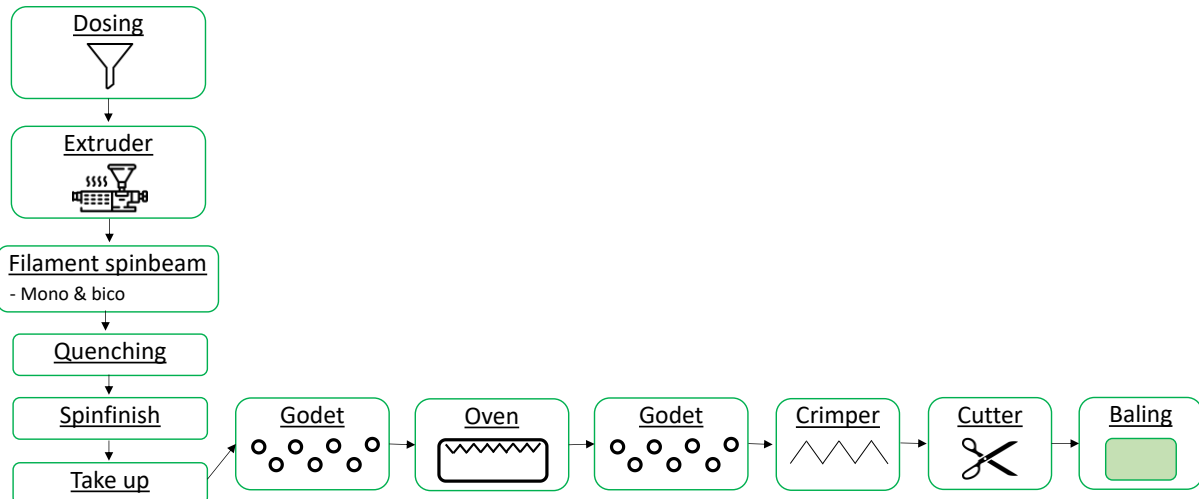 Dosing
Extruder
Filament spinbeam
- Mono & bico
Quenching
Spinfinish
Take up
Godet
Oven
Godet
Crimper
Cutter
Baling